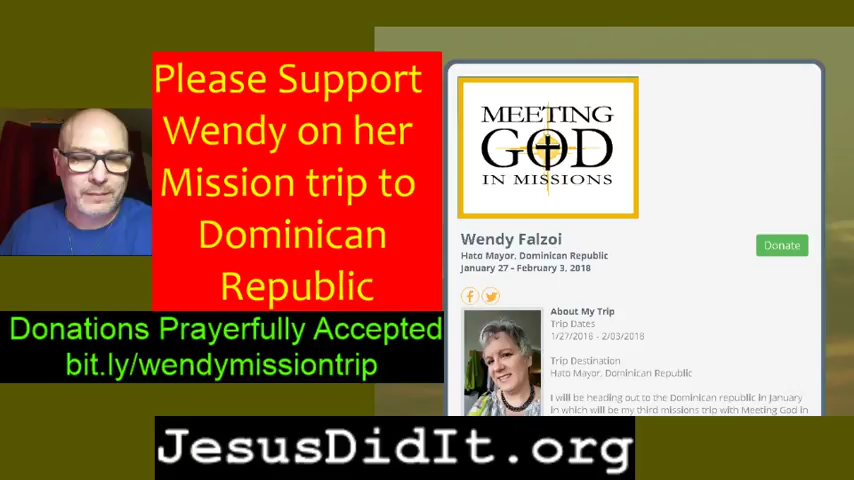 Please Support
Wendy on her
Mission trip to
Dominican
Republic
Donations Prayerfully Accepted
bit.ly/wendymissiontrip
MEETING
GOD
IN MISSIONS
Wendy Falzoi
Hato Mayor, Dominican Republic
January 27 - February 3, 2018
Donate
About My Trip
Trip Dates
1/27/2018 - 2/03/2018
Trip Destination
Hato Mayor, Dominican Republic
I will be heading out to the Dominican republic in January
in which will be my third missions trip with Meeting God in
JesusDidIt.org